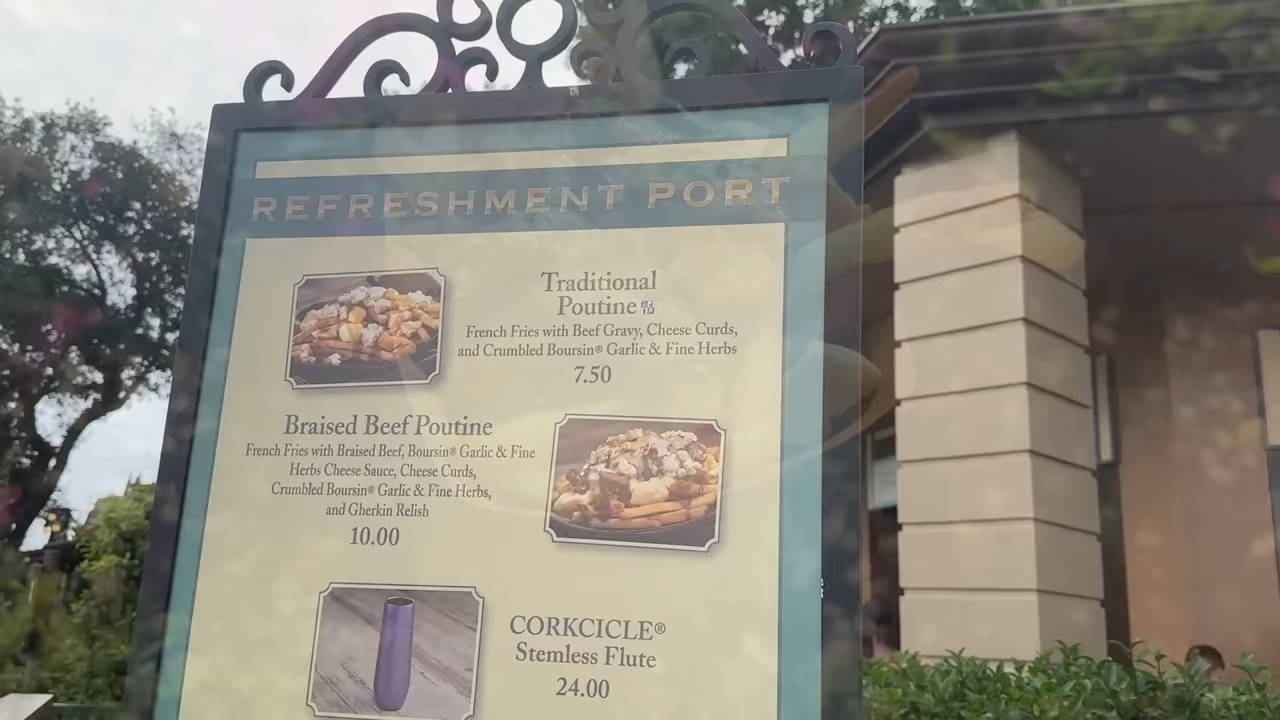 REFRESHMENT PORT
Traditional
Poutine
French Fries with Beef Gravy, Cheese Curds,
and Crumbled Boursin® Garlic & Fine Herbs
7.50
Braised Beef Poutine
French Fries with Braised Beef, Boursin® Garlic & Fine
Herbs Cheese Sauce, Cheese Curds,
Crumbled Boursin® Garlic & Fine Herbs,
and Gherkin Relish
10.00
CORKCICLE®
Stemless Flute
24.00